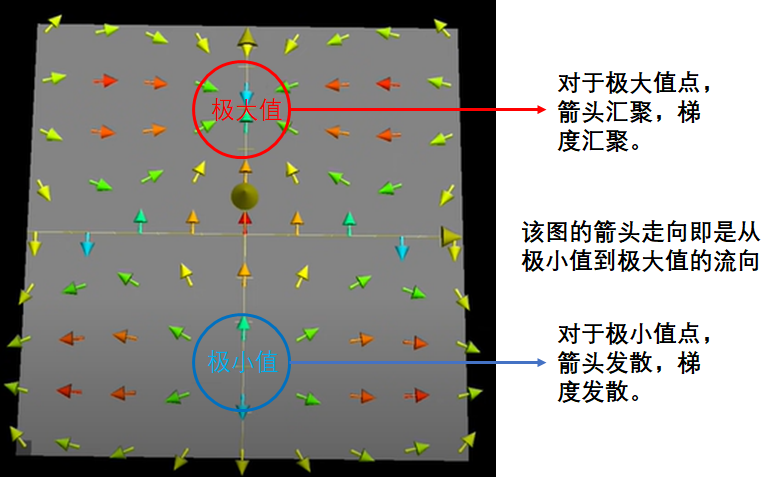 极大值
对于极大值点，
箭头汇聚，梯
度汇聚。
该图的箭头走向即是从
极小值到极大值的流向
极小值
对于极小值点，
箭头发散，梯
度发散。